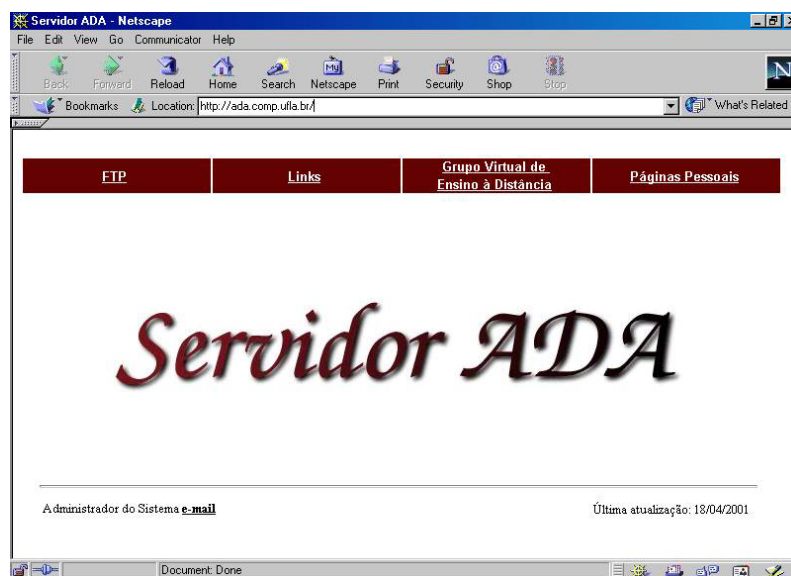 Servidor ADA - Netscape
File Edit View Go Communicator Help
Back Forward Reload Home Search Netscape Print Security Shop Stop
Bookmarks Location: http://ada.comp.ufla.br/ What's Related
FTP Links Grupo Virtual de Ensino à Distância Páginas Pessoais
Servidor ADA
Administrador do Sistema e-mail Última atualização: 18/04/2001
Document: Done